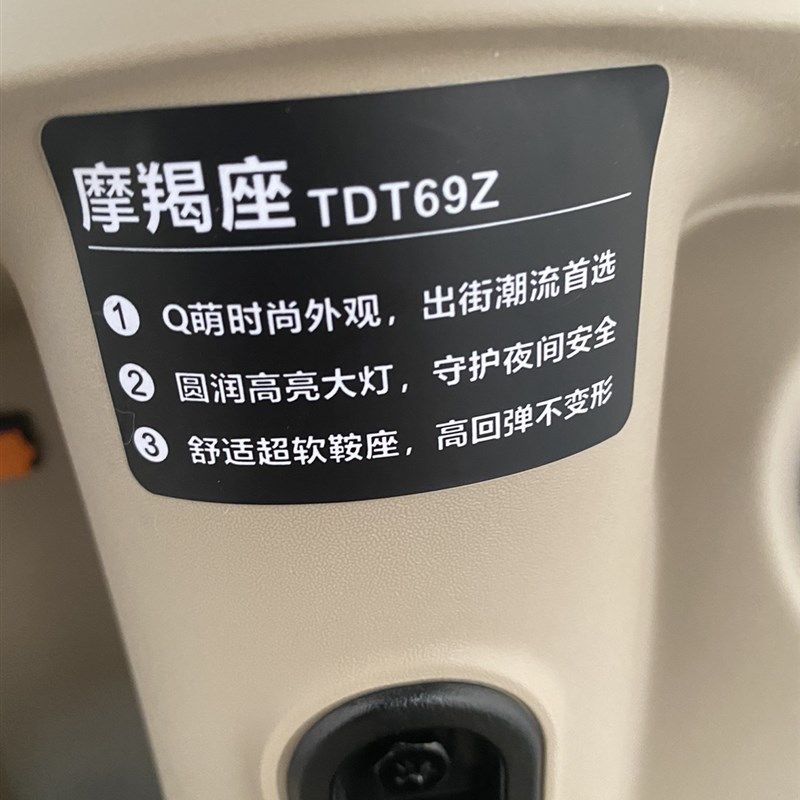 摩羯座 TDT69Z
1 Q萌时尚外观，出街潮流首选
2 圆润高亮大灯，守护夜间安全
3 舒适超软鞍座，高回弹不变形